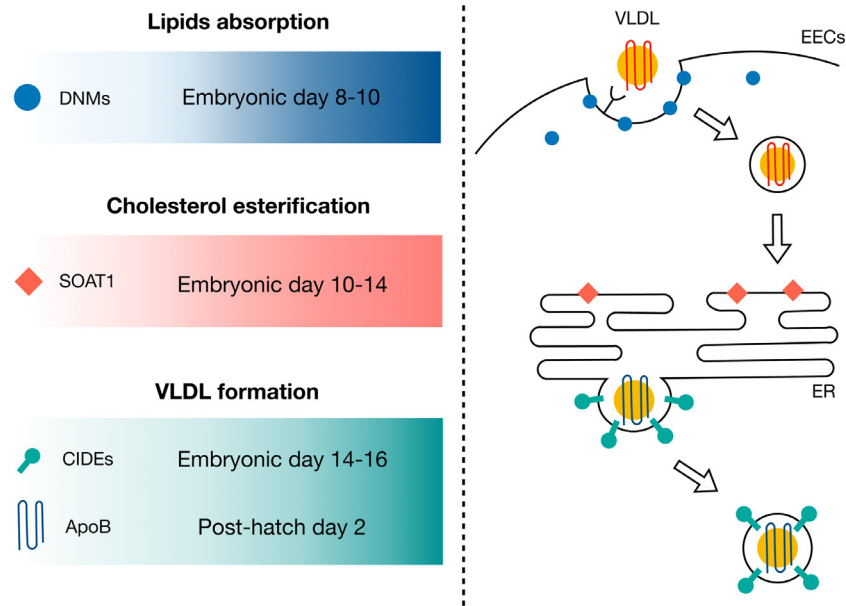 Lipids absorption
DNMs
Embryonic day 8-10
Cholesterol esterification
SOAT1
Embryonic day 10-14
VLDL formation
CIDEs
Embryonic day 14-16
ApoB
Post-hatch day 2
VLDL
EECs
ER